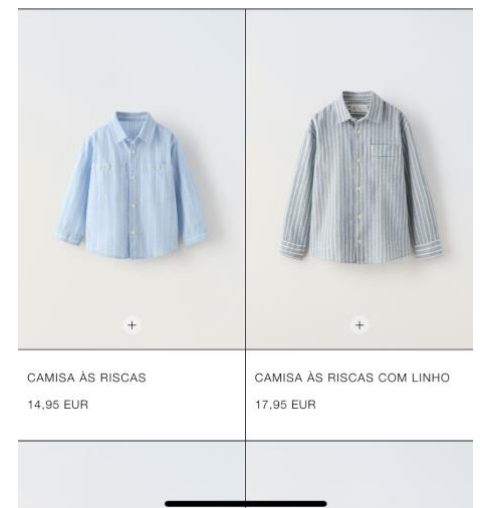 CAMISA ÀS RISCAS
14,95 EUR
CAMISA ÀS RISCAS COM LINHO
17,95 EUR